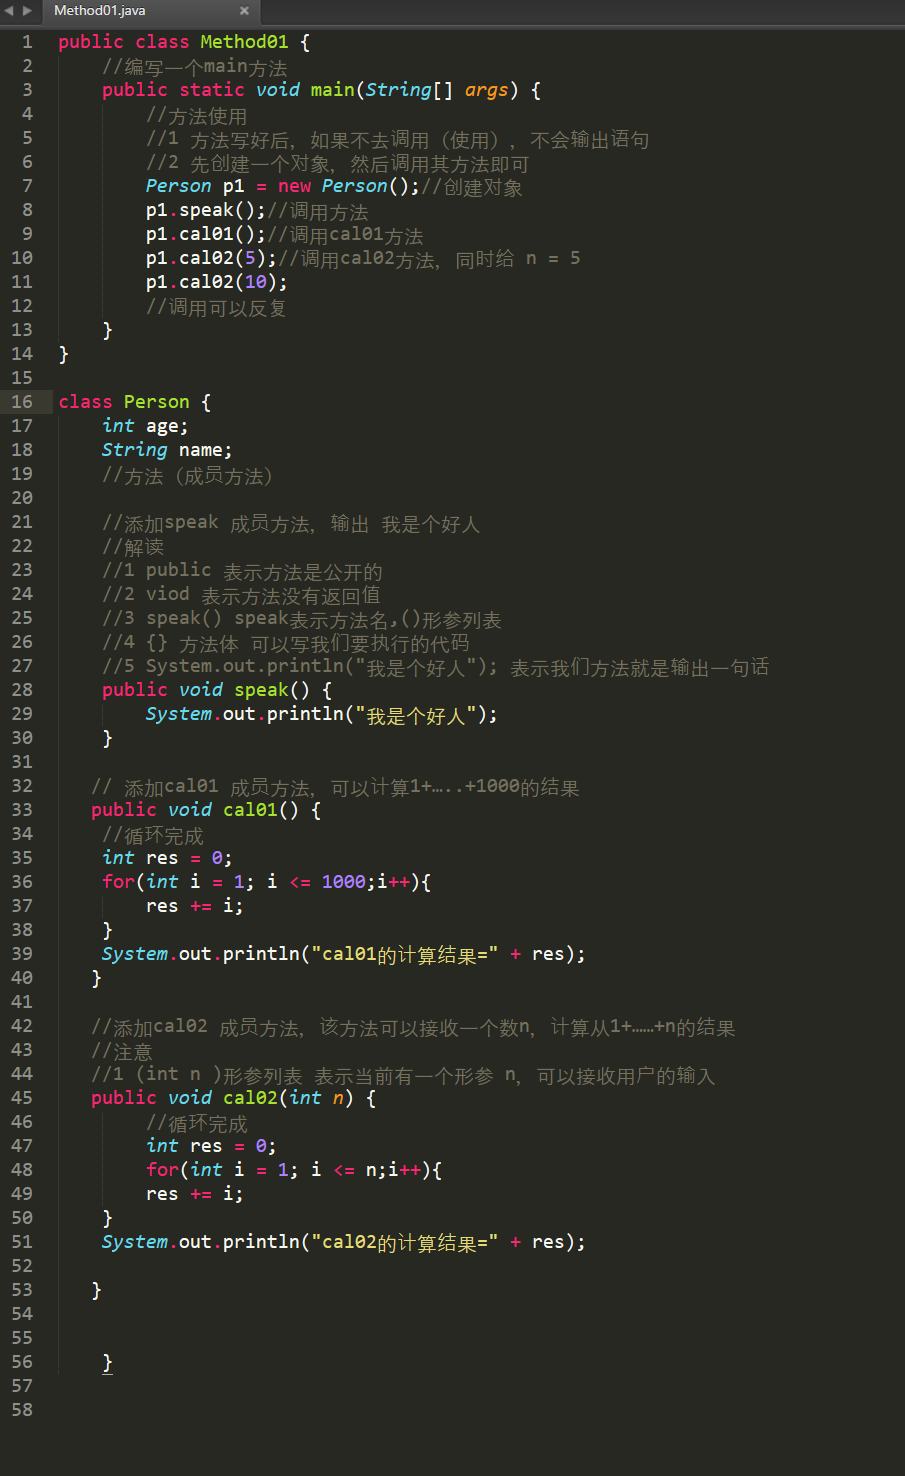 Method01.java
1 public class Method01 {
2 //编写一个main方法
3 public static void main(String[] args) {
4 //方法使用
5 //1 方法写好后，如果不去调用（使用），不会输出语句
6 //2 先创建一个对象，然后调用其方法即可
7 Person p1 = new Person();//创建对象
8 p1.speak();//调用方法
9 p1.cal01();//调用cal01方法
10 p1.cal02(5);//调用cal02方法，同时给 n = 5
11 p1.cal02(10);
12 //调用可以反复
13 }
14 }
15
16 class Person {
17 int age;
18 String name;
19 //方法（成员方法）
20
21 //添加speak 成员方法，输出 我是个好人
22 //解读
23 //1 public 表示方法是公开的
24 //2 viod 表示方法没有返回值
25 //3 speak() speak表示方法名,()形参列表
26 //4 {} 方法体 可以写我们要执行的代码
27 //5 System.out.println("我是个好人"); 表示我们方法就是输出一句话
28 public void speak() {
29 System.out.println("我是个好人");
30 }
31
32 // 添加cal01 成员方法，可以计算1+…..+1000的结果
33 public void cal01() {
34 //循环完成
35 int res = 0;
36 for(int i = 1; i <= 1000;i++){
37 res += i;
38 }
39 System.out.println("cal01的计算结果=" + res);
40 }
41
42 //添加cal02 成员方法，该方法可以接收一个数n，计算从1+……+n的结果
43 //注意
44 //1 (int n )形参列表 表示当前有一个形参 n，可以接收用户的输入
45 public void cal02(int n) {
46 //循环完成
47 int res = 0;
48 for(int i = 1; i <= n;i++){
49 res += i;
50 }
51 System.out.println("cal02的计算结果=" + res);
52
53 }
54
55
56 }
57
58